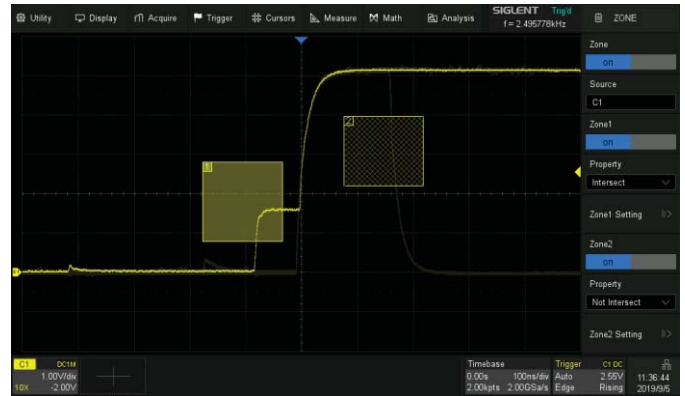 Utility Display Acquire Trigger Cursors Measure Math Analysis SIGLENT Trig'd ZONE
f = 2.495778kHz
Zone
on
Source
C1
Zone1
on
Property
Intersect
Zone1 Setting
Zone2
on
Property
Not Intersect
Zone2 Setting
1
2
C1 DC1M
1.00V/div
10X -2.00V
Timebase
0.00s 100ns/div
2.00kpts 2.00GSa/s
Trigger C1 DC
Auto 2.55V
Edge Rising
11:36:44
2019/9/5